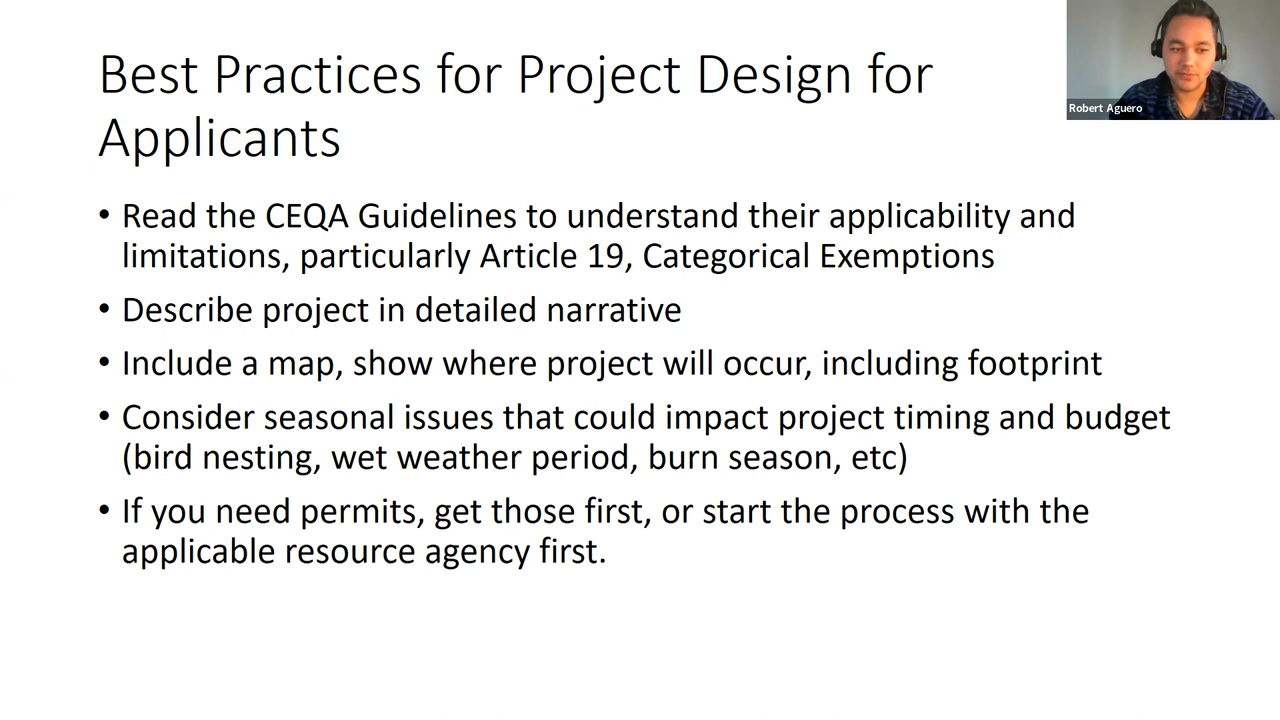 Best Practices for Project Design for
Applicants
Robert Aguero
• Read the CEQA Guidelines to understand their applicability and
limitations, particularly Article 19, Categorical Exemptions
• Describe project in detailed narrative
• Include a map, show where project will occur, including footprint
• Consider seasonal issues that could impact project timing and budget
(bird nesting, wet weather period, burn season, etc)
• If you need permits, get those first, or start the process with the
applicable resource agency first.